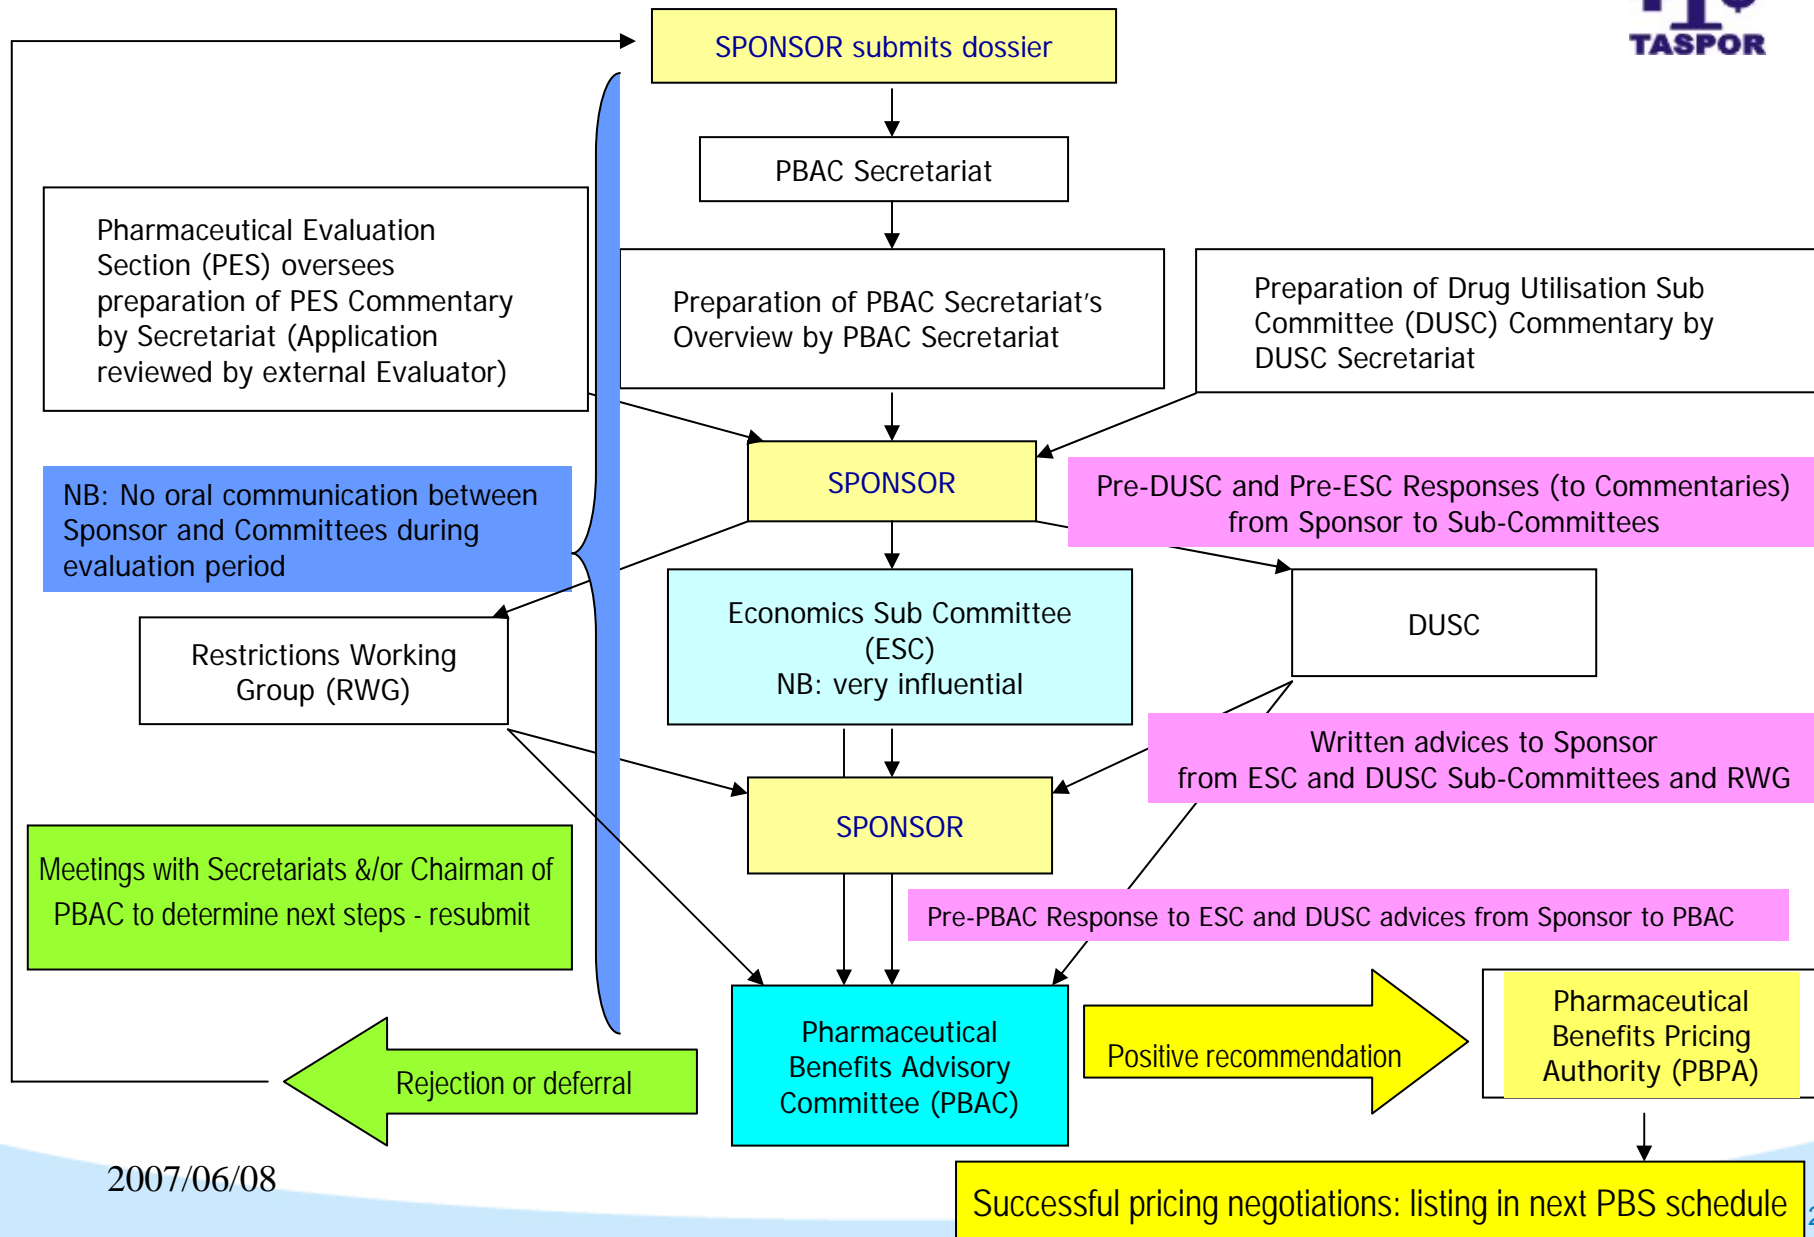 TASPOR
SPONSOR submits dossier
PBAC Secretariat
Pharmaceutical Evaluation
Section (PES) oversees
preparation of PES Commentary
by Secretariat (Application
reviewed by external Evaluator)
Preparation of PBAC Secretariat's
Overview by PBAC Secretariat
Preparation of Drug Utilisation Sub
Committee (DUSC) Commentary by
DUSC Secretariat
SPONSOR
NB: No oral communication between
Sponsor and Committees during
evaluation period
Pre-DUSC and Pre-ESC Responses (to Commentaries)
from Sponsor to Sub-Committees
Restrictions Working
Group (RWG)
Economics Sub Committee
(ESC)
NB: very influential
DUSC
Written advices to Sponsor
from ESC and DUSC Sub-Committees and RWG
SPONSOR
Meetings with Secretariats &/or Chairman of
PBAC to determine next steps - resubmit
Pre-PBAC Response to ESC and DUSC advices from Sponsor to PBAC
Rejection or deferral
Pharmaceutical
Benefits Advisory
Committee (PBAC)
Positive recommendation
Pharmaceutical
Benefits Pricing
Authority (PBPA)
2007/06/08
Successful pricing negotiations: listing in next PBS schedule